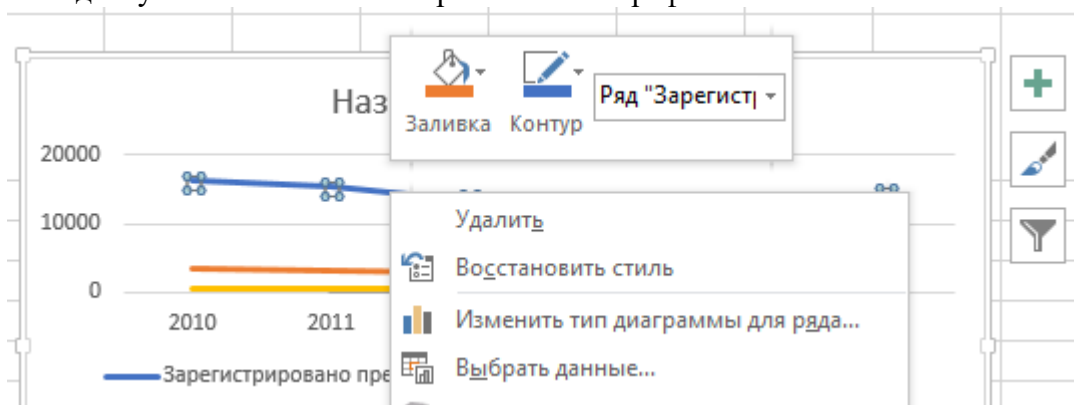 Наз
Заливка Контур
Ряд "Зарегист
20000
10000
0
2010 2011
Зарегистрировано пре
Удалить
Восстановить стиль
Изменить тип диаграммы для ряда...
Выбрать данные...